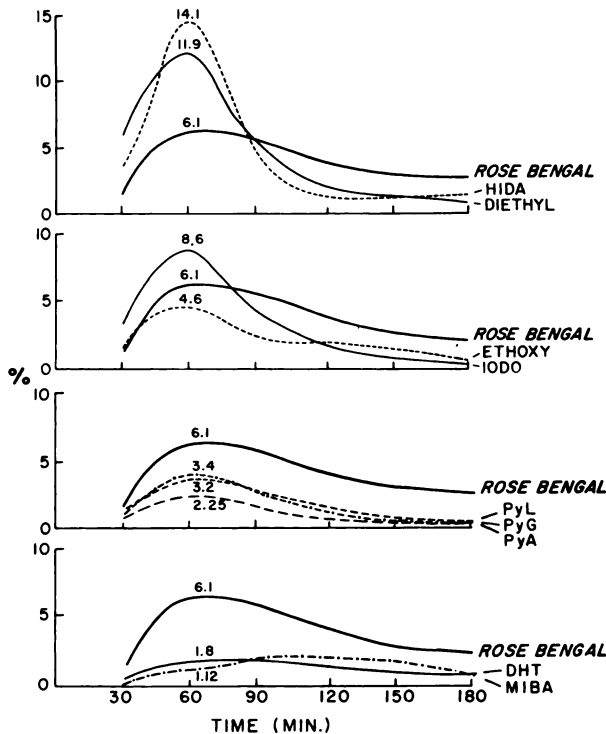 15
14.1
11.9
10
6.1
5
ROSE BENGAL
HIDA
DIETHYL
0
10
8.6
6.1
5
4.6
ROSE BENGAL
ETHOXY
IODO
0
%
10
6.1
5
3.4
ROSE BENGAL
3.2
2.25
PyL
PyG
PyA
0
10
6.1
5
ROSE BENGAL
1.8
DHT
1.12
MIBA
0
30 60 90 120 150 180
TIME (MIN.)